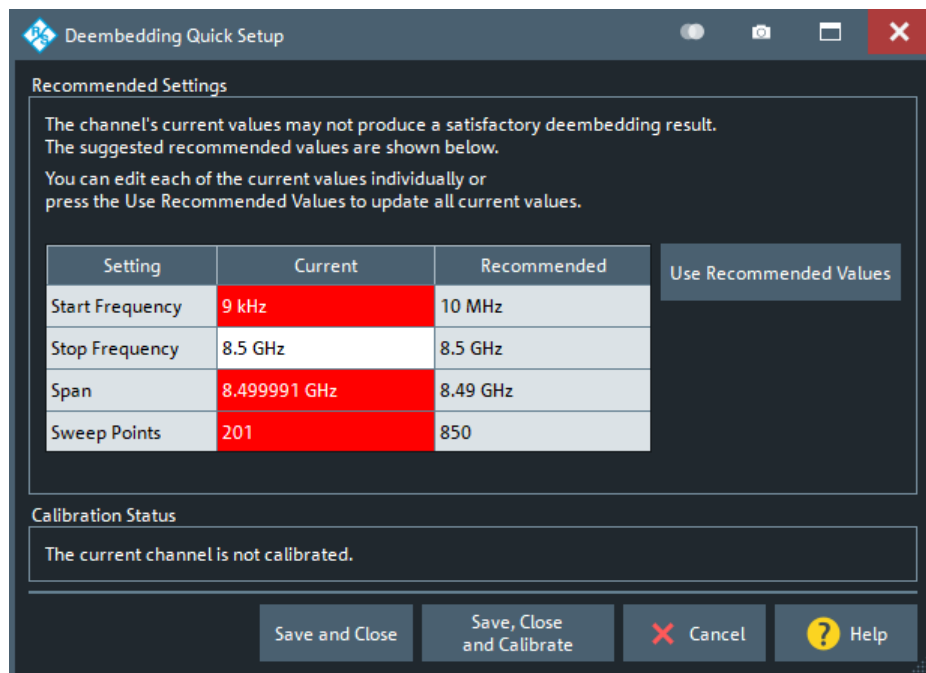 Deembedding Quick Setup
Recommended Settings
The channel's current values may not produce a satisfactory deembedding result.
The suggested recommended values are shown below.
You can edit each of the current values individually or
press the Use Recommended Values to update all current values.
Setting Current Recommended
Use Recommended Values
Start Frequency 9 kHz 10 MHz
Stop Frequency 8.5 GHz 8.5 GHz
Span 8.499991 GHz 8.49 GHz
Sweep Points 201 850
Calibration Status
The current channel is not calibrated.
Save and Close
Save, Close
and Calibrate
Cancel
? Help